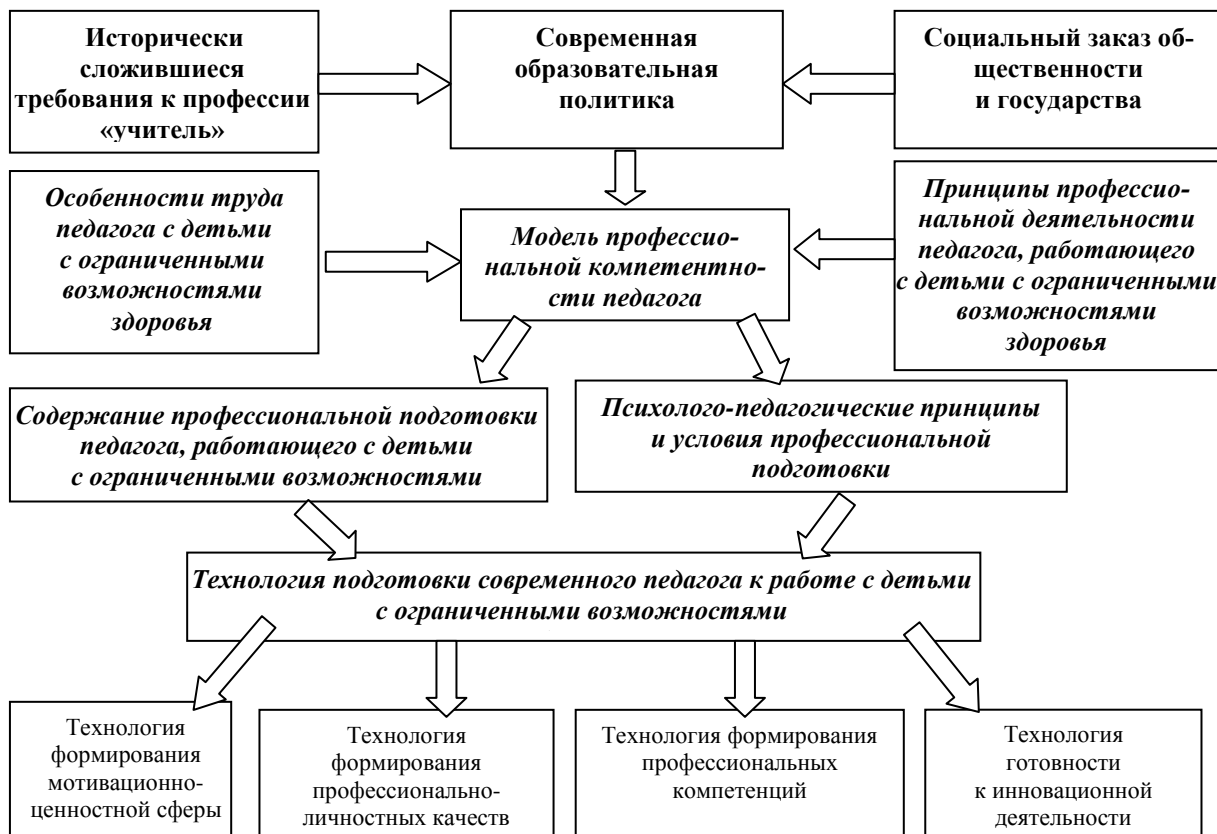 Исторически
сложившиеся
требования к профессии
«учитель»
Современная
образовательная
политика
Социальный заказ об-
щественности
и государства
Особенности труда
педагога с детьми
с ограниченными
возможностями
здоровья
Модель профессио-
нальной компетентно-
сти педагога
Принципы профессио-
нальной деятельности
педагога, работающего
с детьми с ограниченными
возможностями
здоровья
Содержание профессиональной подготовки
педагога, работающего с детьми
с ограниченными возможностями
Психолого-педагогические принципы
и условия профессиональной
подготовки
Технология подготовки современного педагога к работе с детьми
с ограниченными возможностями
Технология
формирования
мотивационно-
ценностной сферы
Технология
формирования
профессионально-
личностных качеств
Технология формирования
профессиональных
компетенций
Технология
готовности
к инновационной
деятельности